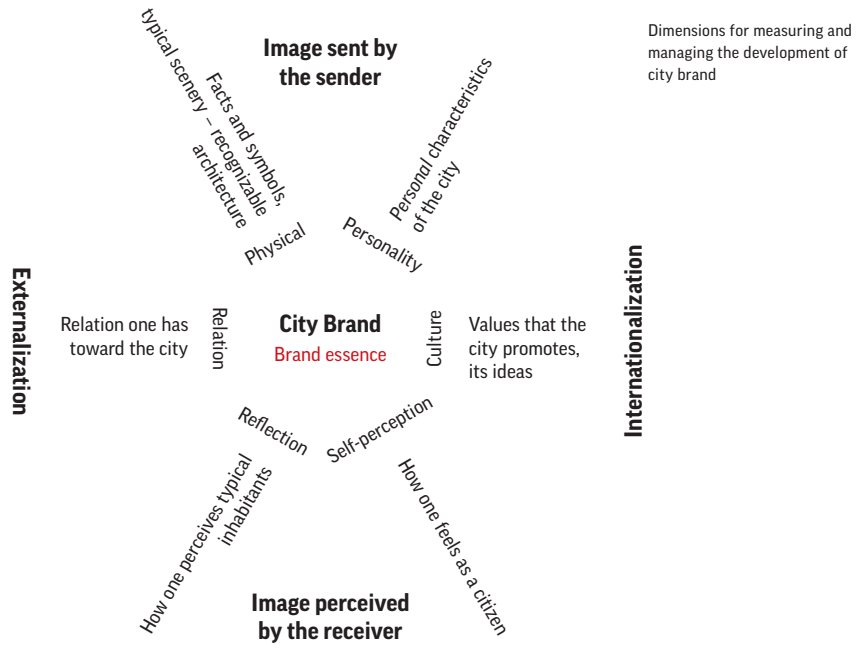 Image sent by
the sender
Dimensions for measuring and
managing the development of
city brand
Facts and symbols,
typical scenery – recognizable
architecture
Personal characteristics
of the city
Physical
Personality
Externalization
Relation one has
toward the city
Relation
City Brand
Brand essence
Culture
Values that the
city promotes,
its ideas
Internationalization
Reflection
Self-perception
How one perceives typical
inhabitants
How one feels as a citizen
Image perceived
by the receiver